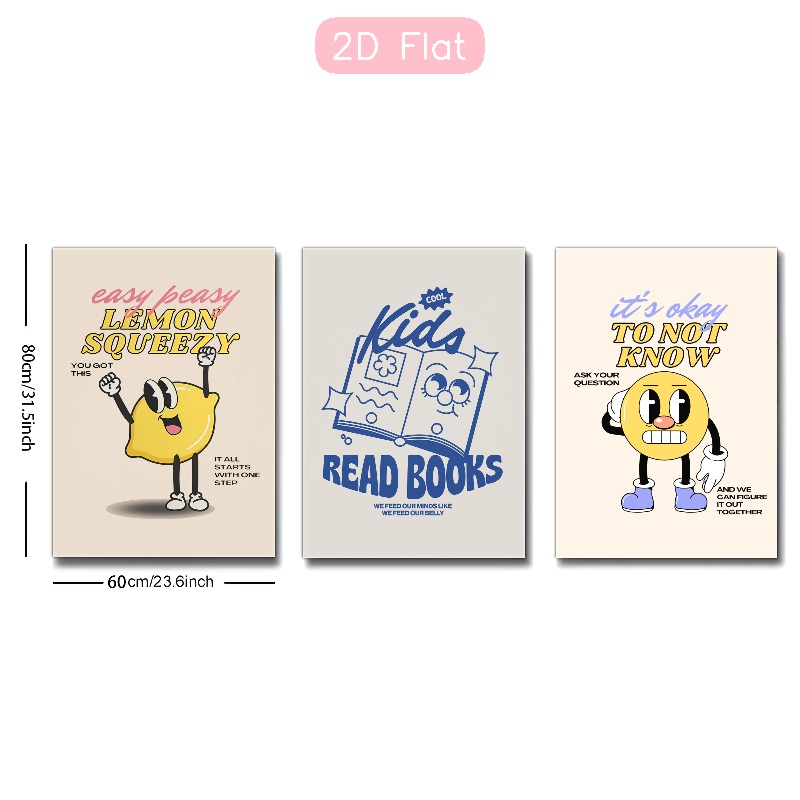 2D Flat
easy peasy
LEMON
SQUEEZY
YOU GOT
THIS
IT ALL
STARTS
WITH ONE
STEP
COOL
Kids
READ BOOKS
WE FEED OUR MINDS LIKE
WE FEED OUR BELLY
it's okay
TO NOT
KNOW
ASK YOUR
QUESTION
AND WE
CAN FIGURE
IT OUT
TOGETHER
80cm/31.5inch
60cm/23.6inch